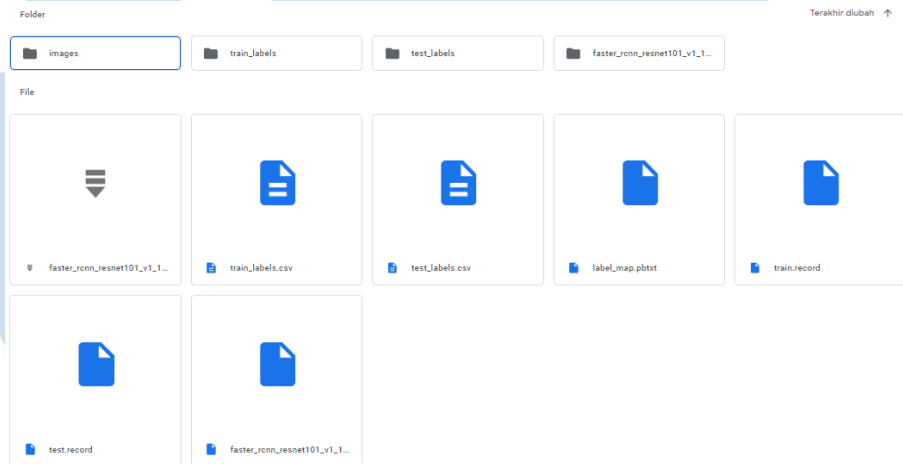 Folder
Terakhir diubah
images
train_labels
test_labels
faster_rcnn_resnet101_v1_1...
File
faster_rcnn_resnet101_v1_1...
train_labels.csv
test_labels.csv
label_map.pbtxt
train.record
test.record
faster_rcnn_resnet101_v1_1...